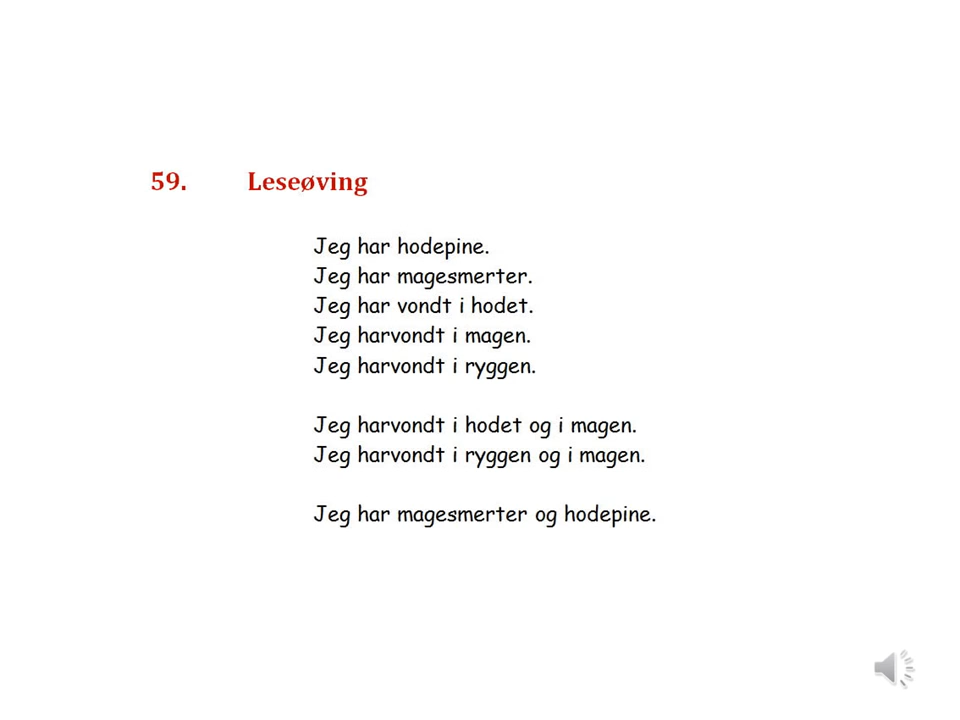 59. Leseøving
Jeg har hodepine.
Jeg har magesmerter.
Jeg har vondt i hodet.
Jeg harvondt i magen.
Jeg harvondt i ryggen.
Jeg harvondt i hodet og i magen.
Jeg harvondt i ryggen og i magen.
Jeg har magesmerter og hodepine.